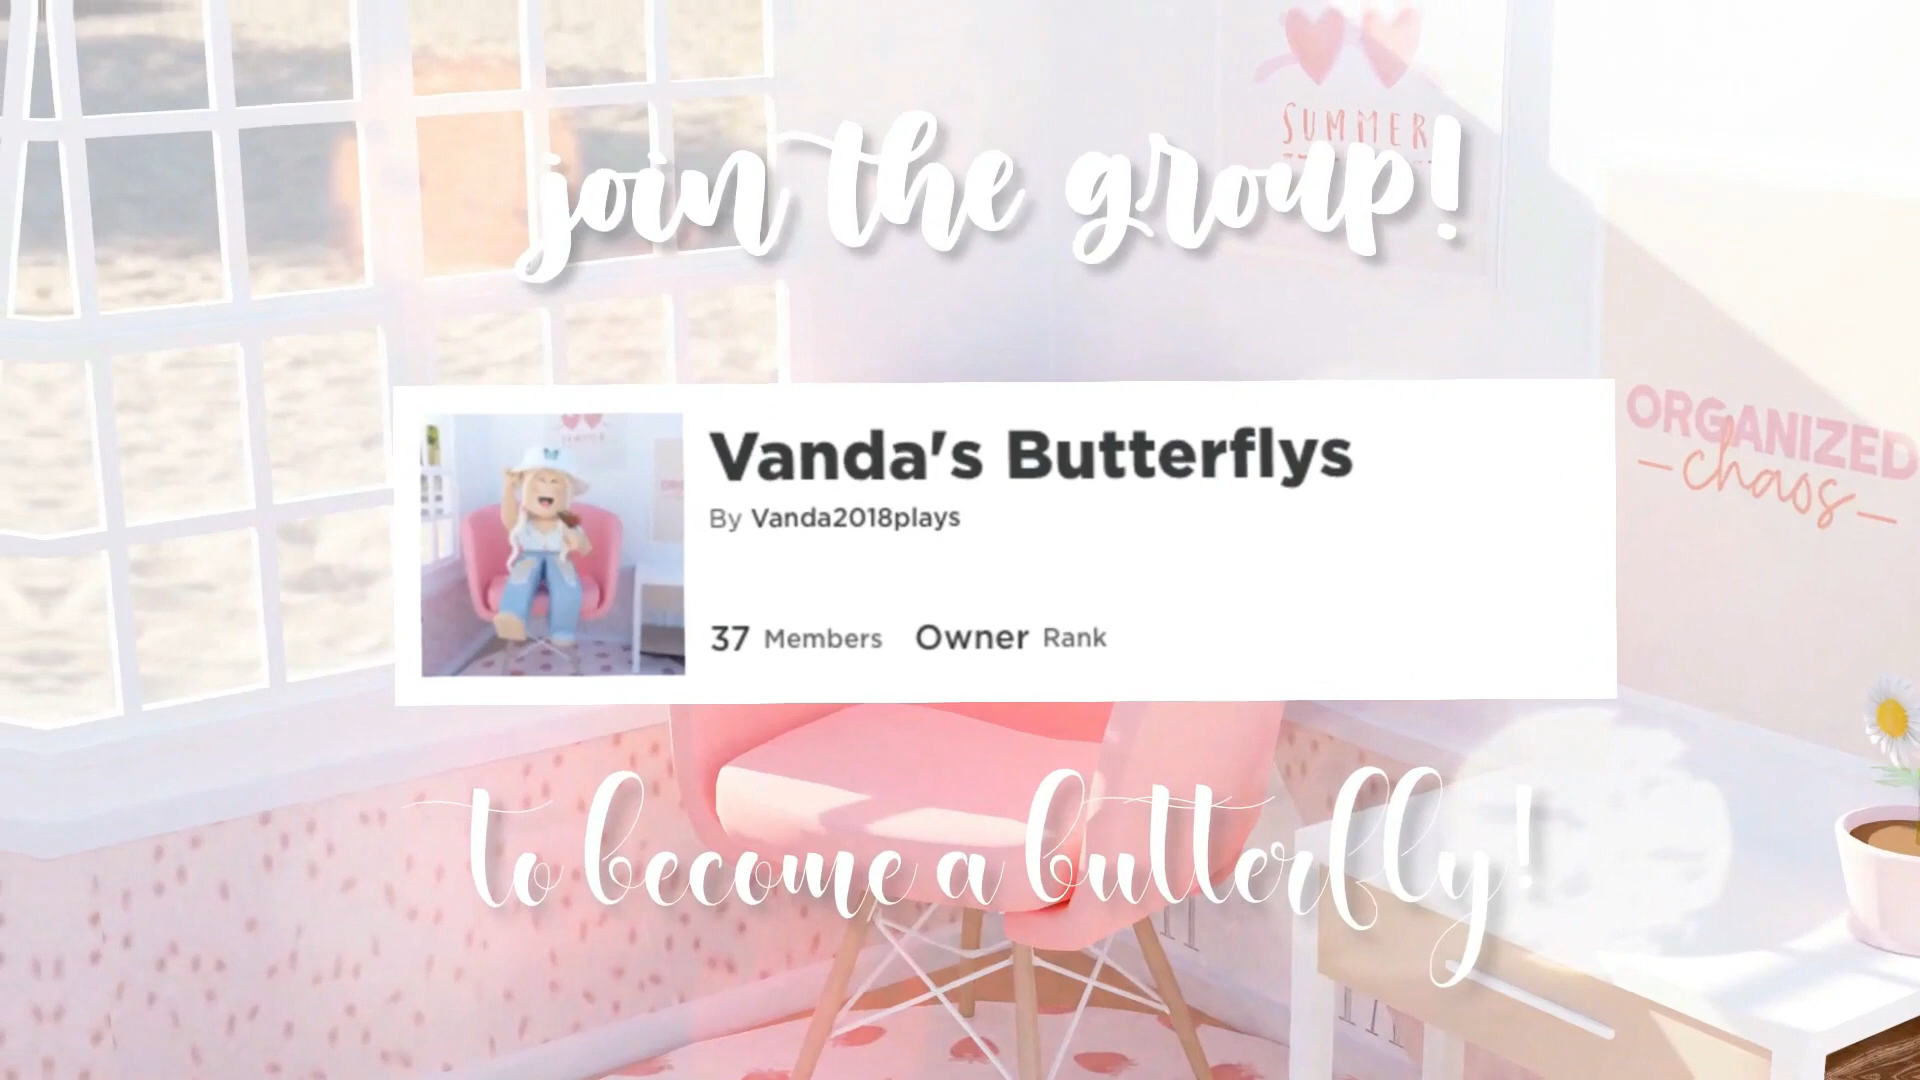 SUMMER
join the group!
Vanda's Butterflys
By Vanda2018plays
37 Members Owner Rank
ORGANIZED
chaos
to become a butterfly!